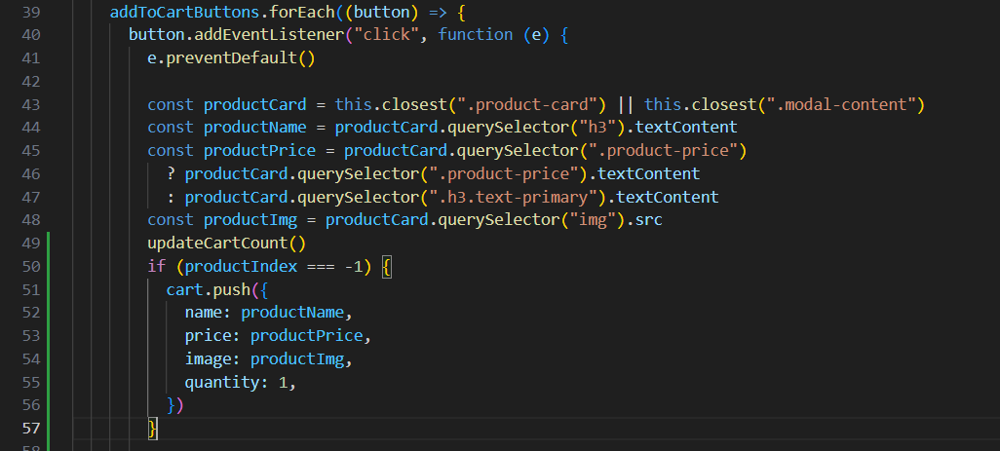 39 addToCartButtons.forEach((button) => {
40 button.addEventListener("click", function (e) {
41 e.preventDefault()
42
43 const productCard = this.closest(".product-card") || this.closest(".modal-content")
44 const productName = productCard.querySelector("h3").textContent
45 const productPrice = productCard.querySelector(".product-price")
46 ? productCard.querySelector(".product-price").textContent
47 : productCard.querySelector(".h3.text-primary").textContent
48 const productImg = productCard.querySelector("img").src
49 updateCartCount()
50 if (productIndex === -1) {
51 cart.push({
52 name: productName,
53 price: productPrice,
54 image: productImg,
55 quantity: 1,
56 })
57 }
58